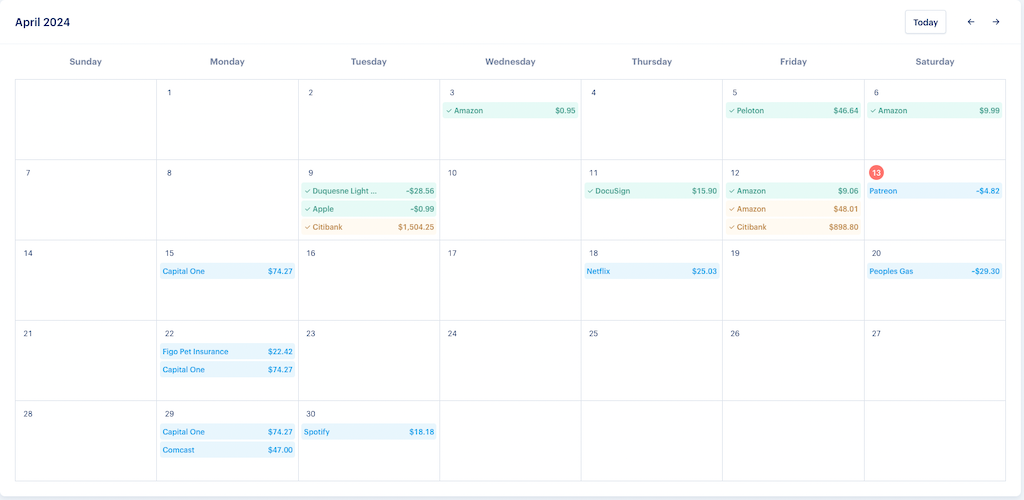 April 2024
Today
Sunday Monday Tuesday Wednesday Thursday Friday Saturday
1 2 3 4 5 6
Amazon $0.95
Peloton $46.64
Amazon $9.99
7 8 9 10 11 12 13
Duquesne Light ... ~$28.56
Apple ~$0.99
Citibank $1,504.25
DocuSign $15.90
Amazon $9.06
Amazon $48.01
Citibank $898.80
Patreon ~$4.82
14 15 16 17 18 19 20
Capital One $74.27
Netflix $25.03
Peoples Gas ~$29.30
21 22 23 24 25 26 27
Figo Pet Insurance $22.42
Capital One $74.27
28 29 30
Capital One $74.27
Comcast $47.00
Spotify $18.18